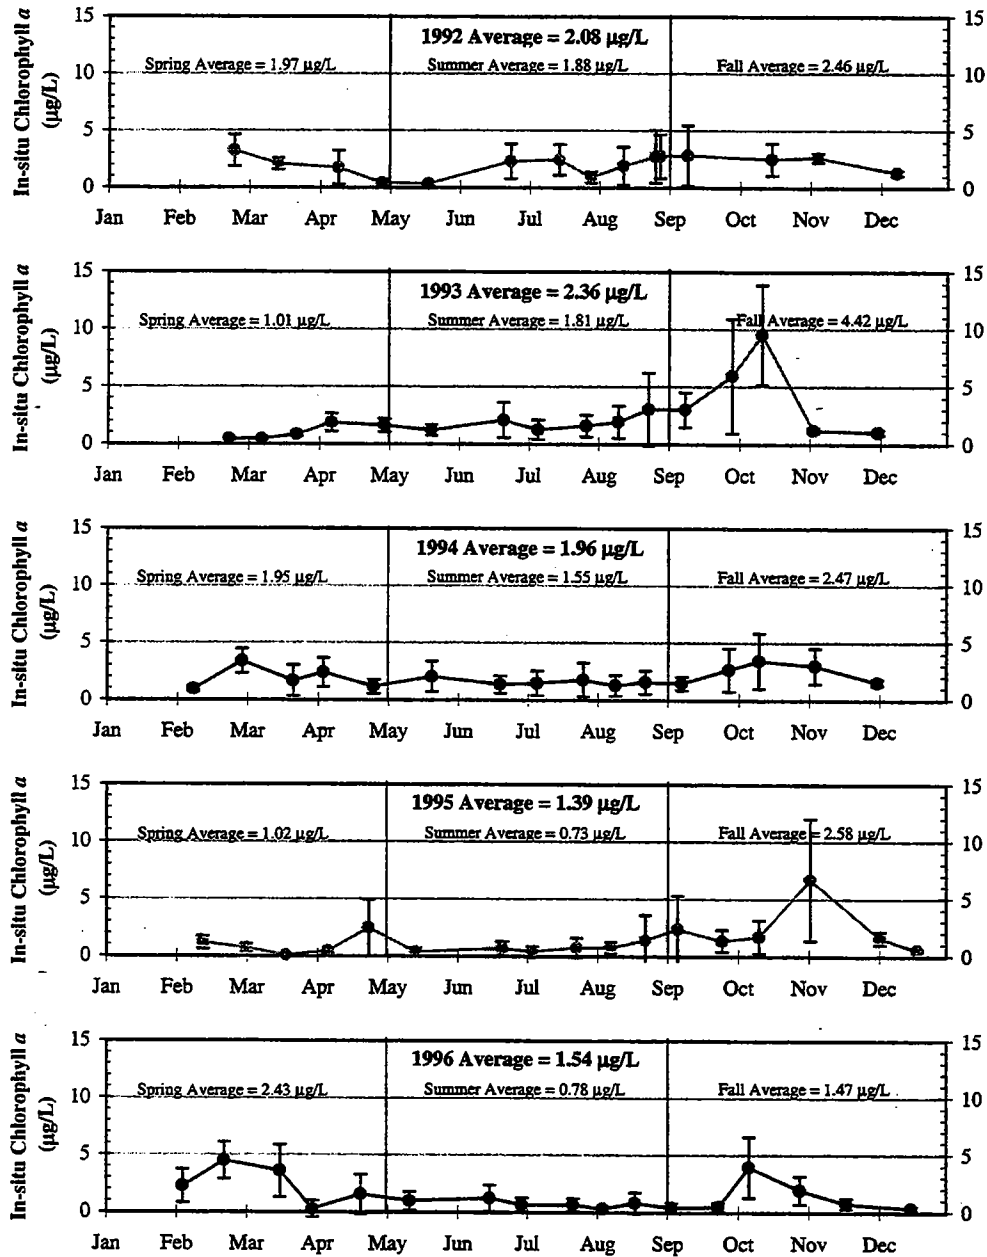 In-situ Chlorophyll a
(µg/L)
15 10 5 0
1992 Average = 2.08 µg/L
Spring Average = 1.97 µg/L Summer Average = 1.88 µg/L Fall Average = 2.46 µg/L
15 10 5 0
Jan Feb Mar Apr May Jun Jul Aug Sep Oct Nov Dec
In-situ Chlorophyll a
(µg/L)
15 10 5 0
1993 Average = 2.36 µg/L
Spring Average = 1.01 µg/L Summer Average = 1.81 µg/L Fall Average = 4.42 µg/L
15 10 5 0
Jan Feb Mar Apr May Jun Jul Aug Sep Oct Nov Dec
In-situ Chlorophyll a
(µg/L)
15 10 5 0
1994 Average = 1.96 µg/L
Spring Average = 1.95 µg/L Summer Average = 1.55 µg/L Fall Average = 2.47 µg/L
15 10 5 0
Jan Feb Mar Apr May Jun Jul Aug Sep Oct Nov Dec
In-situ Chlorophyll a
(µg/L)
15 10 5 0
1995 Average = 1.39 µg/L
Spring Average = 1.02 µg/L Summer Average = 0.73 µg/L Fall Average = 2.58 µg/L
15 10 5 0
Jan Feb Mar Apr May Jun Jul Aug Sep Oct Nov Dec
In-situ Chlorophyll a
(µg/L)
15 10 5 0
1996 Average = 1.54 µg/L
Spring Average = 2.43 µg/L Summer Average = 0.78 µg/L Fall Average = 1.47 µg/L
15 10 5 0
Jan Feb Mar Apr May Jun Jul Aug Sep Oct Nov Dec